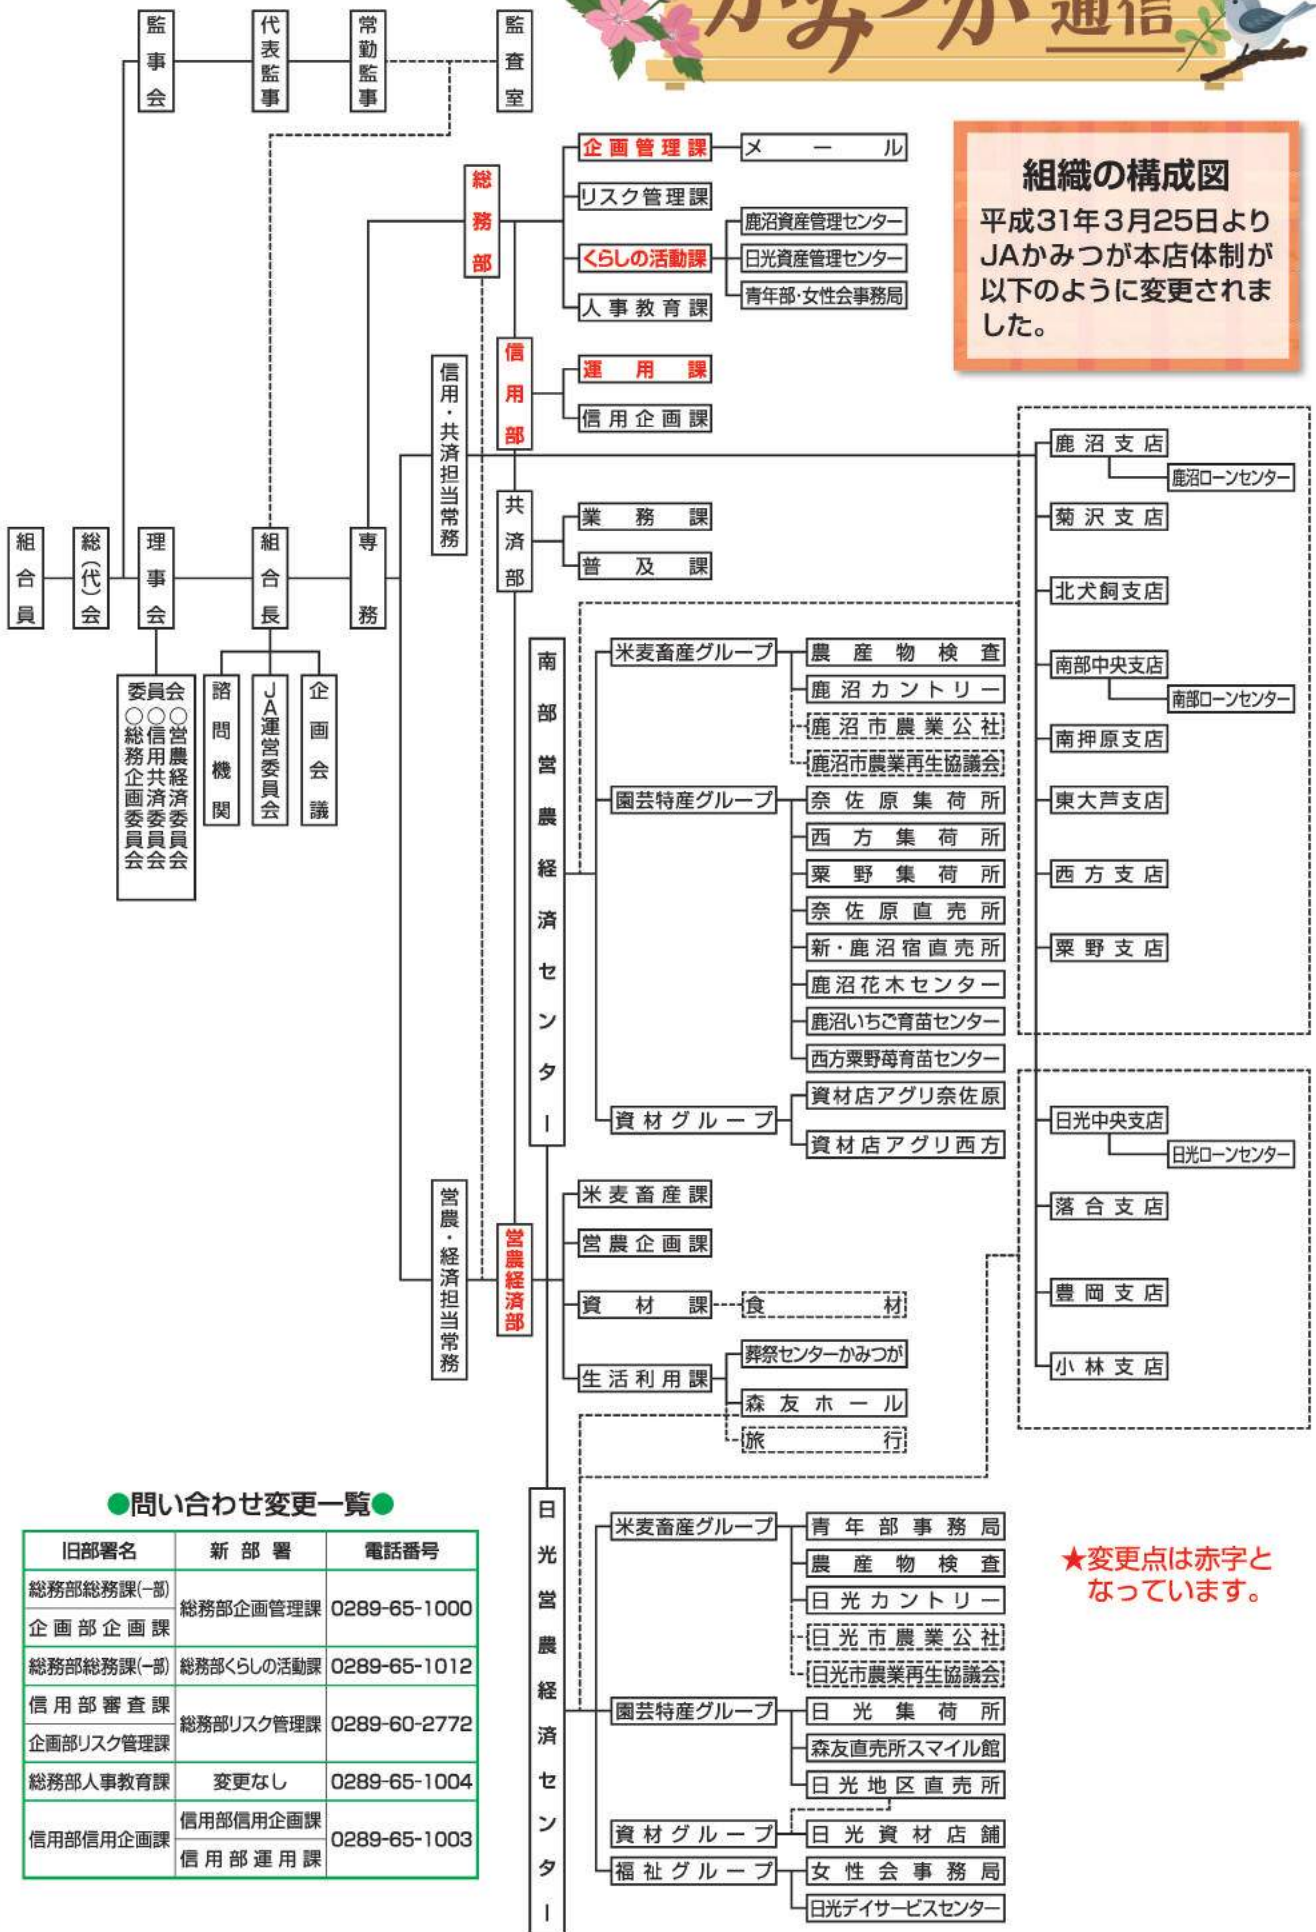 かみつが
通信
監事会
代表監事
常勤監事
監査室
組織の構成図
平成31年3月25日より
JAかみつが本店体制が
以下のように変更されま
した。
総務部
企画管理課
メール
リスク管理課
くらしの活動課
鹿沼資産管理センター
日光資産管理センター
青年部・女性会事務局
人事教育課
信用・共済担当常務
信用部
運用課
信用企画課
共済部
業務課
普及課
組合員
総(代)会
理事会
組合長
専務
委員会
○営農経済委員会
○信用共済委員会
○総務企画委員会
諮問機関
JA運営委員会
企画会議
鹿沼支店
鹿沼ローンセンター
菊沢支店
北犬飼支店
南部中央支店
南部ローンセンター
南押原支店
東大芦支店
西方支店
粟野支店
日光中央支店
日光ローンセンター
落合支店
豊岡支店
小林支店
南部営農経済センター
米麦畜産グループ
農産物検査
鹿沼カントリー
鹿沼市農業公社
鹿沼市農業再生協議会
園芸特産グループ
奈佐原集荷所
西方集荷所
粟野集荷所
奈佐原直売所
新・鹿沼宿直売所
鹿沼花木センター
鹿沼いちご育苗センター
西方粟野苺育苗センター
資材グループ
資材店アグリ奈佐原
資材店アグリ西方
営農・経済担当常務
営農経済部
米麦畜産課
営農企画課
資材課
食材
生活利用課
葬祭センターかみつが
森友ホール
旅行
日光営農経済センター
米麦畜産グループ
青年部事務局
農産物検査
日光カントリー
日光市農業公社
日光市農業再生協議会
園芸特産グループ
日光集荷所
森友直売所スマイル館
日光地区直売所
資材グループ
日光資材店舗
福祉グループ
女性会事務局
日光デイサービスセンター
★変更点は赤字と
なっています。
●問い合わせ変更一覧●
旧部署名 新部署 電話番号
総務部総務課(一部)
企画部企画課
総務部企画管理課 0289-65-1000
総務部総務課(一部) 総務部くらしの活動課 0289-65-1012
信用部審査課
企画部リスク管理課
総務部リスク管理課 0289-60-2772
総務部人事教育課 変更なし 0289-65-1004
信用部信用企画課
信用部信用企画課
信用部運用課
0289-65-1003